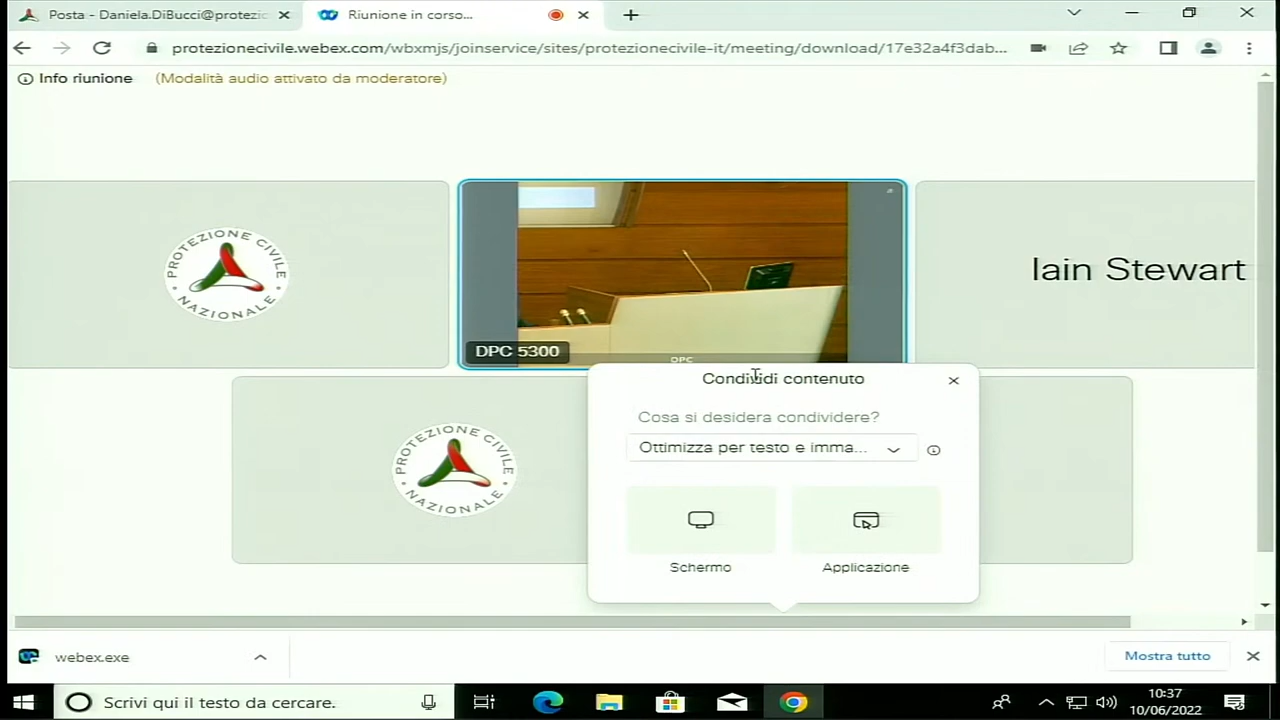 Posta - Daniela.DiBucci@protezic
Riunione in corso...
protezionecivile.webex.com/wbxmjs/joinservice/sites/protezionecivile-it/meeting/download/17e32a4f3dab...
Info riunione (Modalità audio attivato da moderatore)
PROTEZIONE CIVILE
NAZIONALE
DPC 5300
DPC
Iain Stewart
PROTEZIONE CIVILE
NAZIONALE
Condividi contenuto
Cosa si desidera condividere?
Ottimizza per testo e imma...
Schermo
Applicazione
webex.exe
Mostra tutto
Scrivi qui il testo da cercare.
10:37
10/06/2022